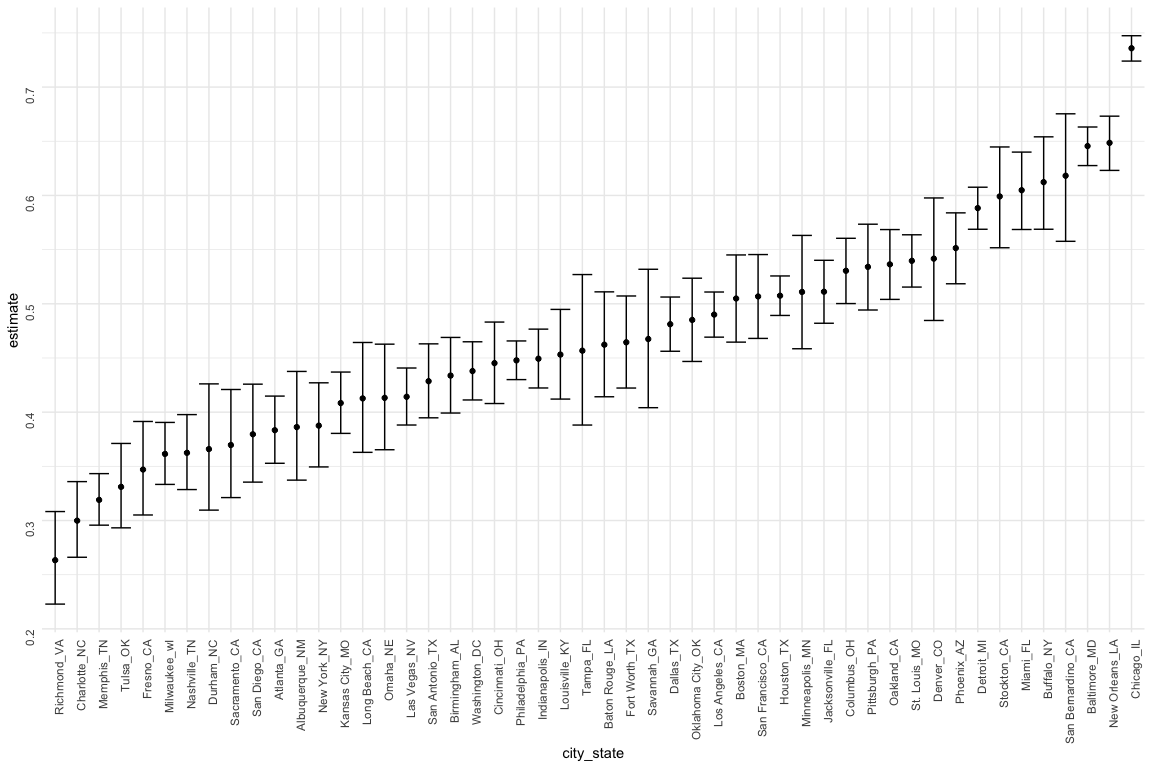 estimate
0.7
0.6
0.5
0.4
0.3
0.2
Richmond_VA
Charlotte_NC
Memphis_TN
Tulsa_OK
Fresno_CA
Milwaukee_wI
Nashville_TN
Durham_NC
Sacramento_CA
San Diego_CA
Atlanta_GA
Albuquerque_NM
New York_NY
Kansas City_MO
Long Beach_CA
Omaha_NE
Las Vegas_NV
San Antonio_TX
Birmingham_AL
Washington_DC
Cincinnati_OH
Philadelphia_PA
Indianapolis_IN
Louisville_KY
Tampa_FL
Baton Rouge_LA
Fort Worth_TX
Savannah_GA
Dallas_TX
Oklahoma City_OK
Los Angeles_CA
Boston_MA
San Francisco_CA
Houston_TX
Minneapolis_MN
Jacksonville_FL
Columbus_OH
Pittsburgh_PA
Oakland_CA
St. Louis_MO
Denver_CO
Phoenix_AZ
Detroit_MI
Stockton_CA
Miami_FL
Buffalo_NY
San Bernardino_CA
Baltimore_MD
New Orleans_LA
Chicago_IL
city_state